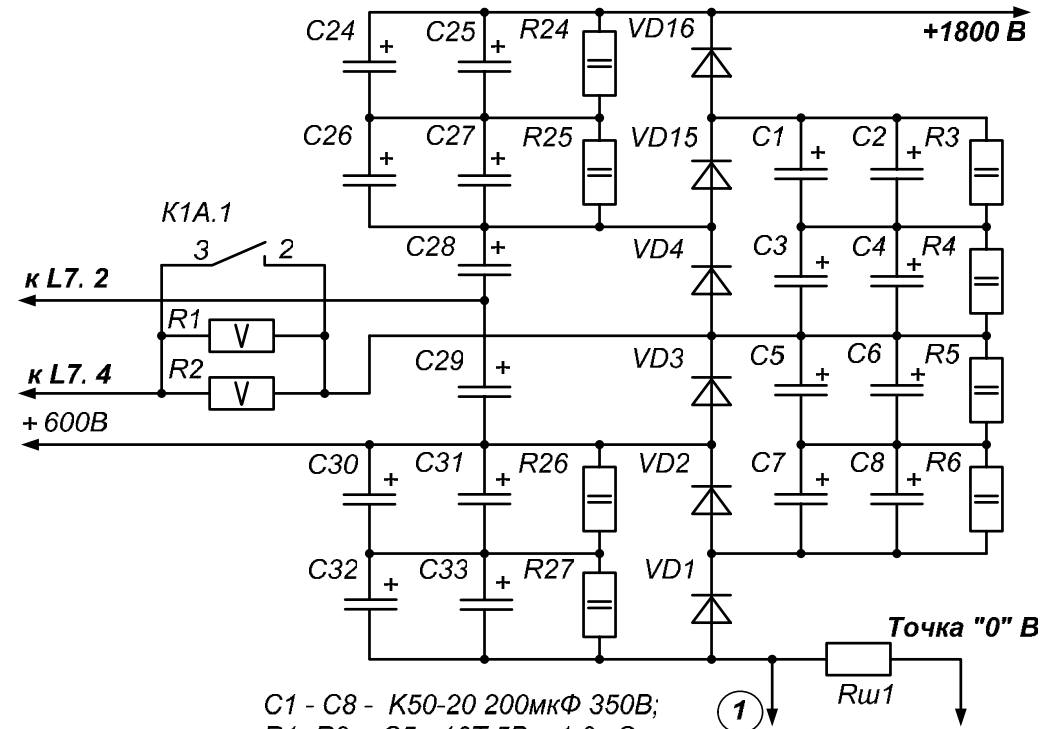 C24 C25 R24 VD16 +1800 В
C26 C27 R25 VD15 C1 C2 R3
К1А.1
3 2
C28 VD4 C3 C4 R4
к L7. 2
R1 V
C29 VD3 C5 C6 R5
R2 V
к L7. 4
+ 600В
C30 C31 R26 VD2 C7 C8 R6
C32 C33 R27 VD1
Точка "0" В
Rш1
1
C1 - C8 - К50-20 200мкФ 350В;